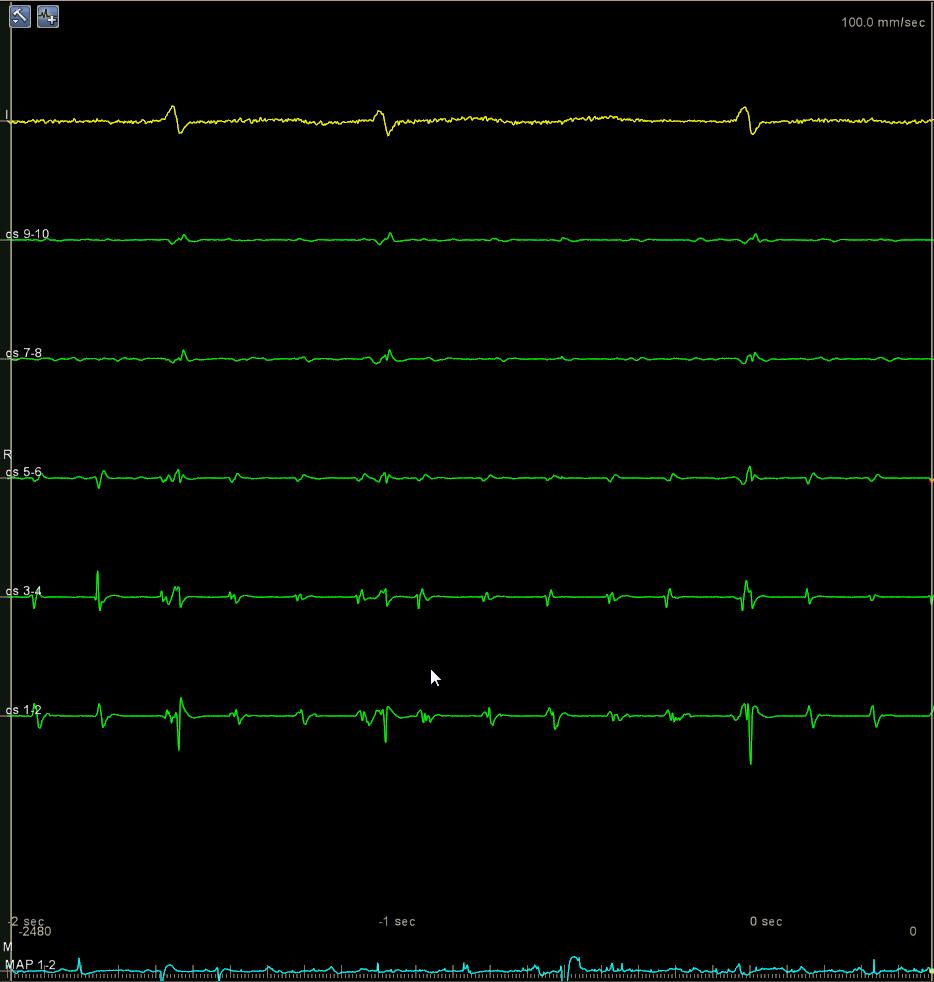 100.0 mm/sec
I
cs 9-10
cs 7-8
R
cs 5-6
cs 3-4
cs 1-2
-2 sec
-1 sec
0 sec
-2480
0
M
MAP 1-2